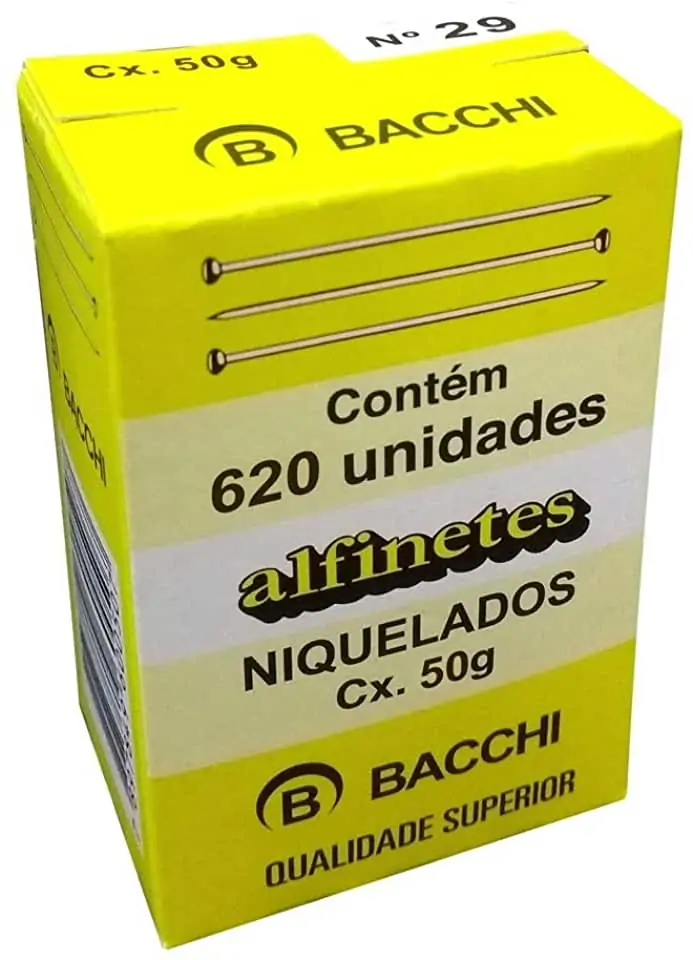 Cx. 50g
Nº 29
B BACCHI
Contém
620 unidades
alfinetes
NIQUELADOS
Cx. 50g
B BACCHI
QUALIDADE SUPERIOR
B BACCHI